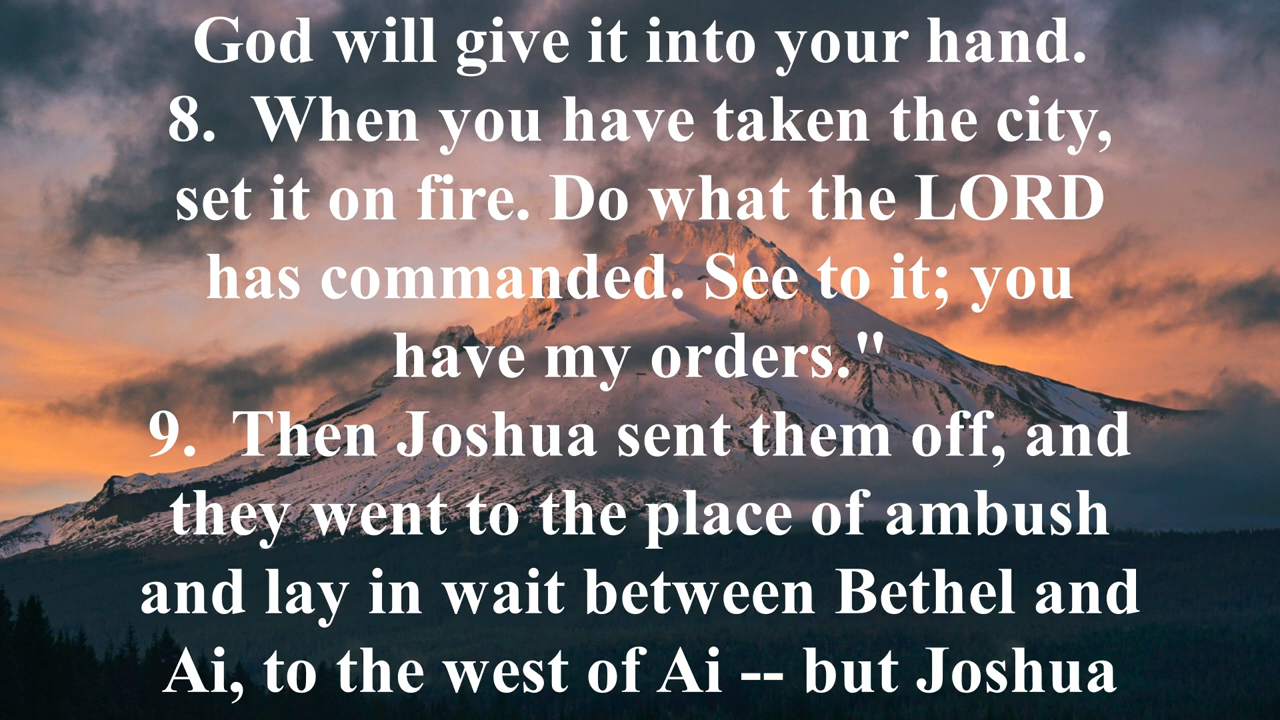 God will give it into your hand.
8.  When you have taken the city,
set it on fire. Do what the LORD
has commanded. See to it; you
have my orders."
9.  Then Joshua sent them off, and
they went to the place of ambush
and lay in wait between Bethel and
Ai, to the west of Ai -- but Joshua